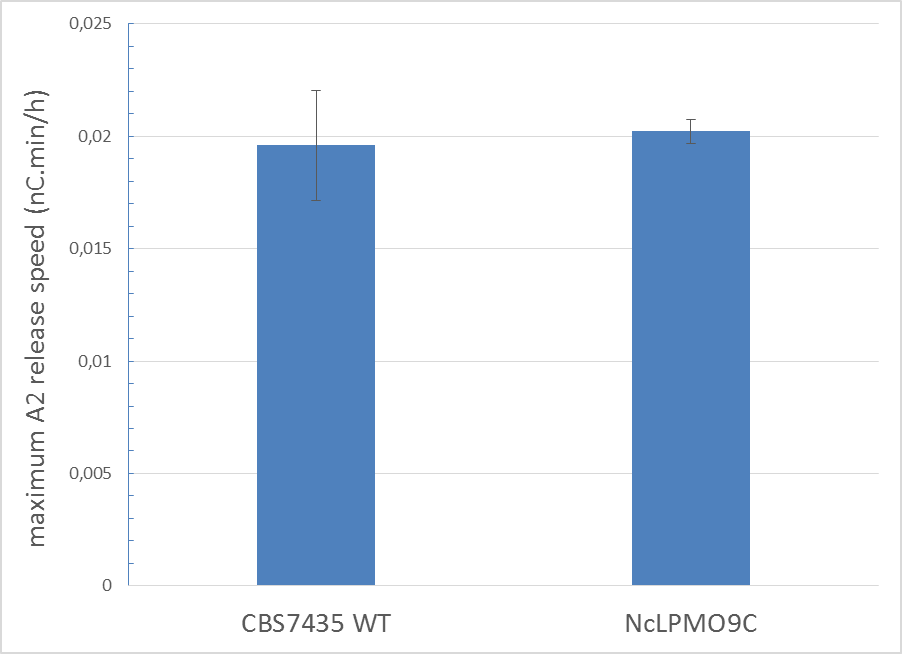 0,025
0,02
0,015
0,01
0,005
0
maximum A2 release speed (nC.min/h)
CBS7435 WT
NcLPMO9C